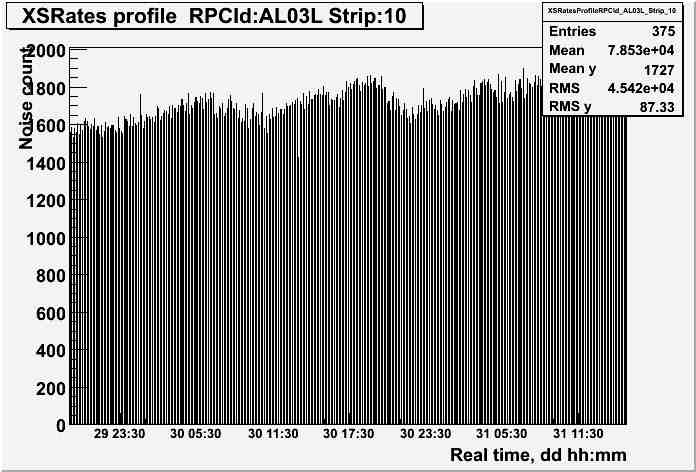 XSRates profile RPCId:AL03L Strip:10
XSRatesProfileRPCId_AL03L_Strip_10
Entries 375
Mean 7.853e+04
Mean y 1727
RMS 4.542e+04
RMS y 87.33
Noise count
2000
1800
1600
1400
1200
1000
800
600
400
200
0
29 23:30 30 05:30 30 11:30 30 17:30 30 23:30 31 05:30 31 11:30
Real time, dd hh:mm